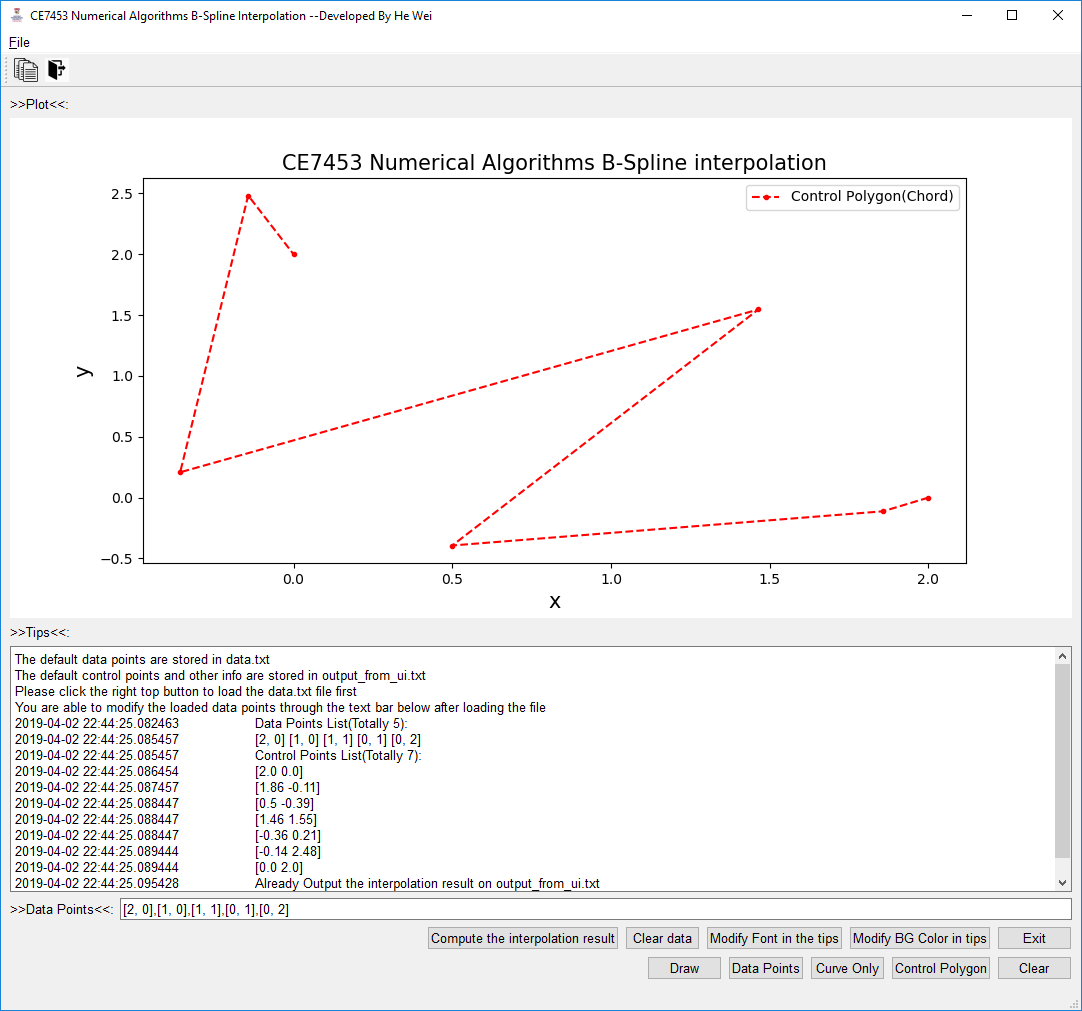 CE7453 Numerical Algorithms B-Spline Interpolation --Developed By He Wei
File
>>Plot<<:
CE7453 Numerical Algorithms B-Spline interpolation
Control Polygon(Chord)
2.5
2.0
1.5
1.0
0.5
0.0
−0.5
y
0.0 0.5 1.0 1.5 2.0
x
>>Tips<<:
The default data points are stored in data.txt
The default control points and other info are stored in output_from_ui.txt
Please click the right top button to load the data.txt file first
You are able to modify the loaded data points through the text bar below after loading the file
2019-04-02 22:44:25.082463 Data Points List(Totally 5):
2019-04-02 22:44:25.085457 [2, 0] [1, 0] [1, 1] [0, 1] [0, 2]
2019-04-02 22:44:25.085457 Control Points List(Totally 7):
2019-04-02 22:44:25.086454 [2.0 0.0]
2019-04-02 22:44:25.087457 [1.86 -0.11]
2019-04-02 22:44:25.088447 [0.5 -0.39]
2019-04-02 22:44:25.088447 [1.46 1.55]
2019-04-02 22:44:25.088447 [-0.36 0.21]
2019-04-02 22:44:25.089444 [-0.14 2.48]
2019-04-02 22:44:25.089444 [0.0 2.0]
2019-04-02 22:44:25.095428 Already Output the interpolation result on output_from_ui.txt
>>Data Points<<: [2, 0],[1, 0],[1, 1],[0, 1],[0, 2]
Compute the interpolation result Clear data Modify Font in the tips Modify BG Color in tips Exit
Draw Data Points Curve Only Control Polygon Clear